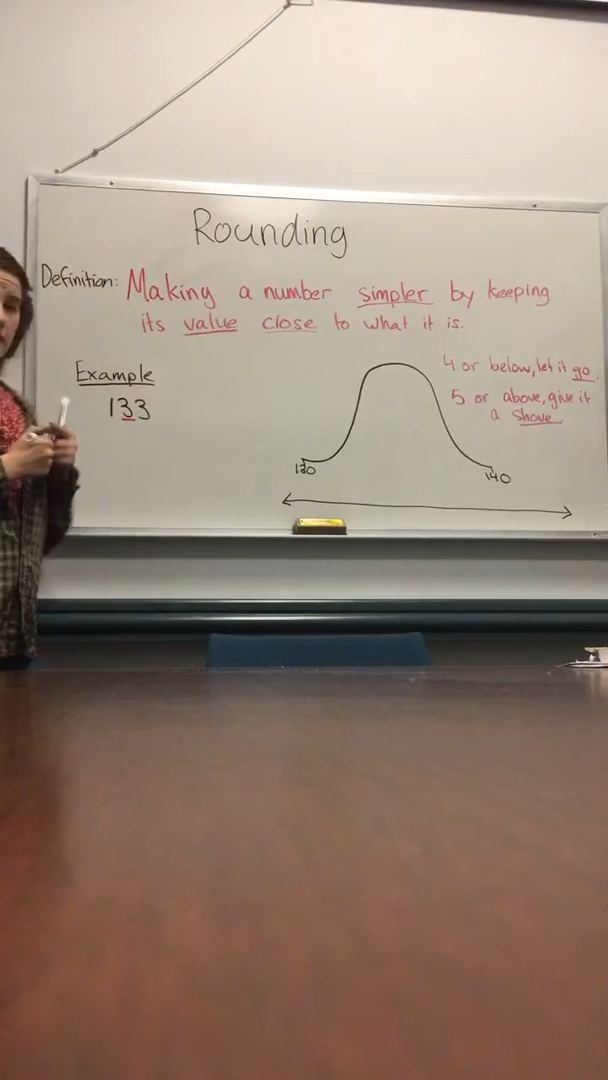 Rounding
Definition: Making a number simpler by keeping
its value close to what it is.
Example
133
4 or below, let it go.
5 or above, give it
a shove.
130
140